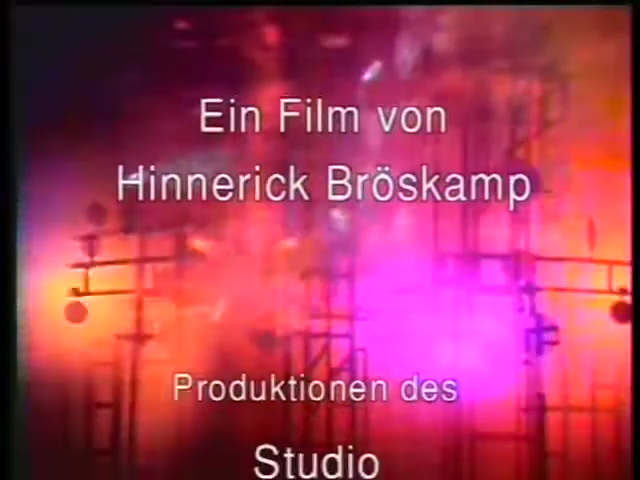 Ein Film von
Hinnerick Bröskamp
Produktionen des
Studio